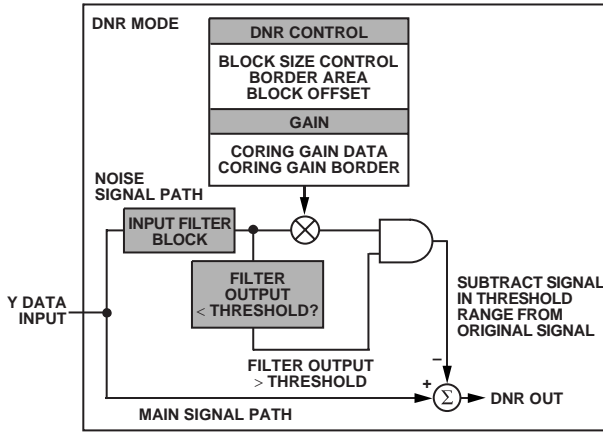 DNR MODE
DNR CONTROL
BLOCK SIZE CONTROL
BORDER AREA
BLOCK OFFSET
GAIN
CORING GAIN DATA
CORING GAIN BORDER
NOISE
SIGNAL PATH
INPUT FILTER
BLOCK
FILTER
OUTPUT
< THRESHOLD?
Y DATA
INPUT
SUBTRACT SIGNAL
IN THRESHOLD
RANGE FROM
ORIGINAL SIGNAL
FILTER OUTPUT
> THRESHOLD
–
+
Σ
DNR OUT
MAIN SIGNAL PATH